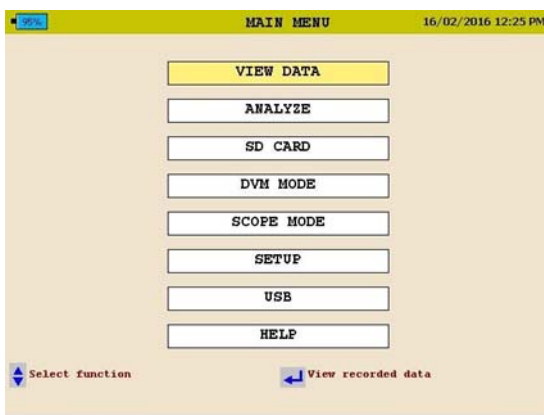 95% MAIN MENU 16/02/2016 12:25 PM
VIEW DATA
ANALYZE
SD CARD
DVM MODE
SCOPE MODE
SETUP
USB
HELP
Select function View recorded data